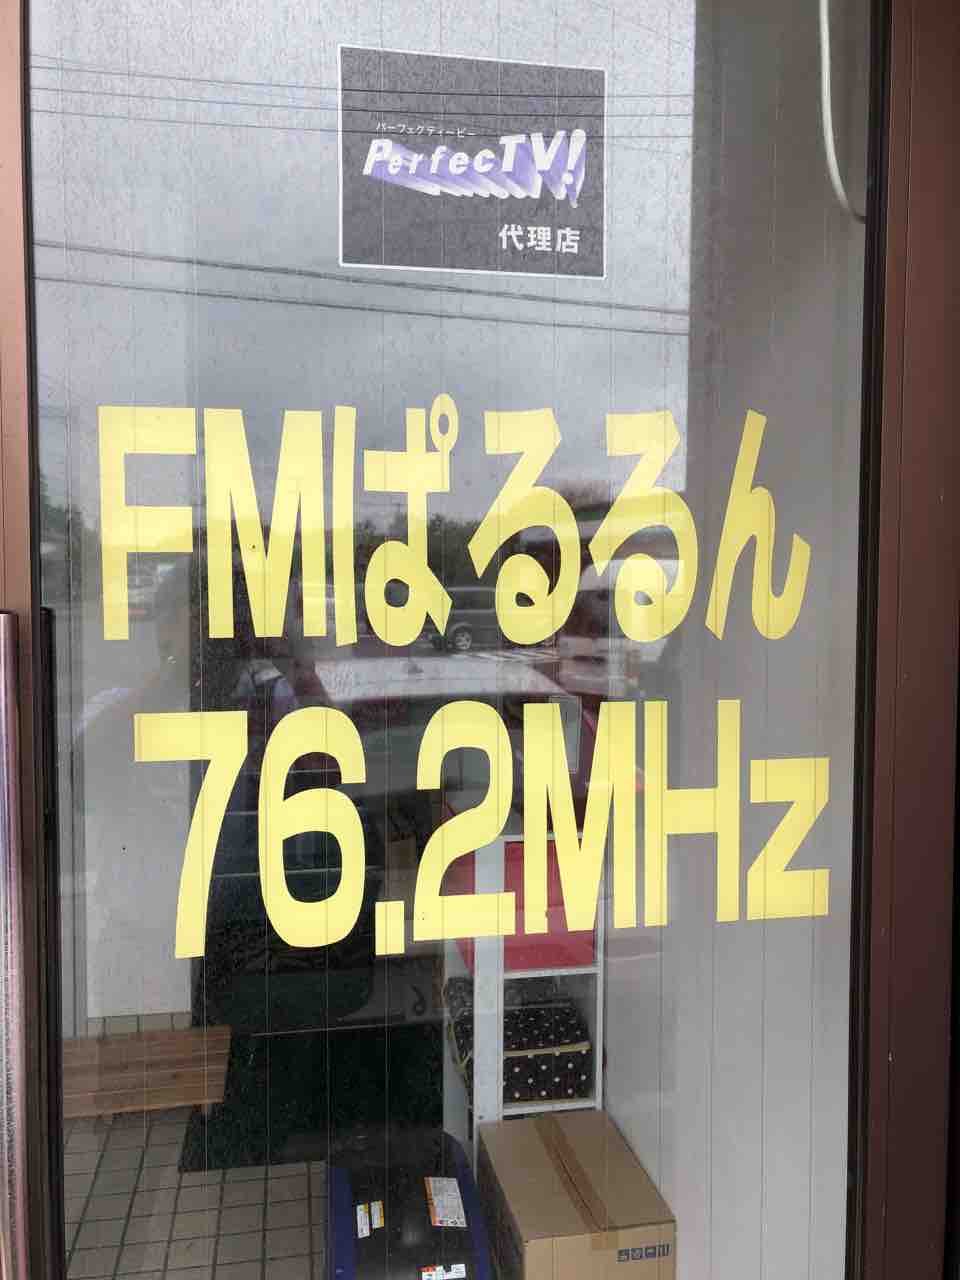 パーフェクティービー
PerfecTV!
代理店
FMぱるるん
76.2MHz